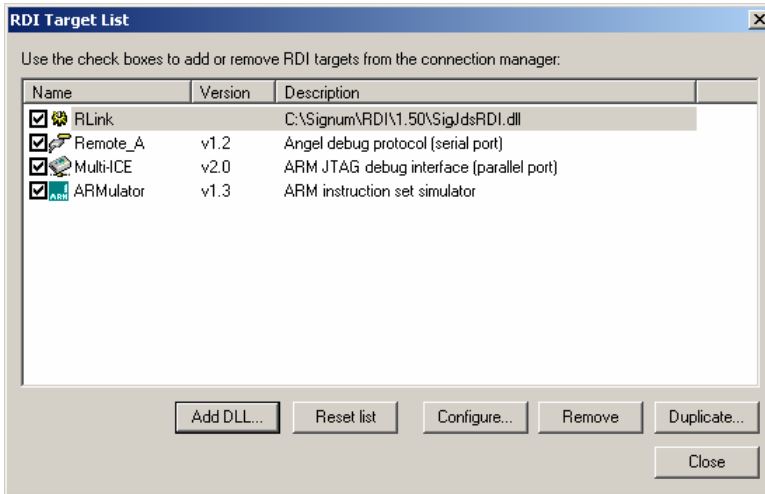 RDI Target List
Use the check boxes to add or remove RDI targets from the connection manager:
Name Version Description
RLink C:\Signum\RDI\1.50\SigJdsRDI.dll
Remote_A v1.2 Angel debug protocol (serial port)
Multi-ICE v2.0 ARM JTAG debug interface (parallel port)
ARM ARMulator v1.3 ARM instruction set simulator
Add DLL... Reset list Configure... Remove Duplicate...
Close